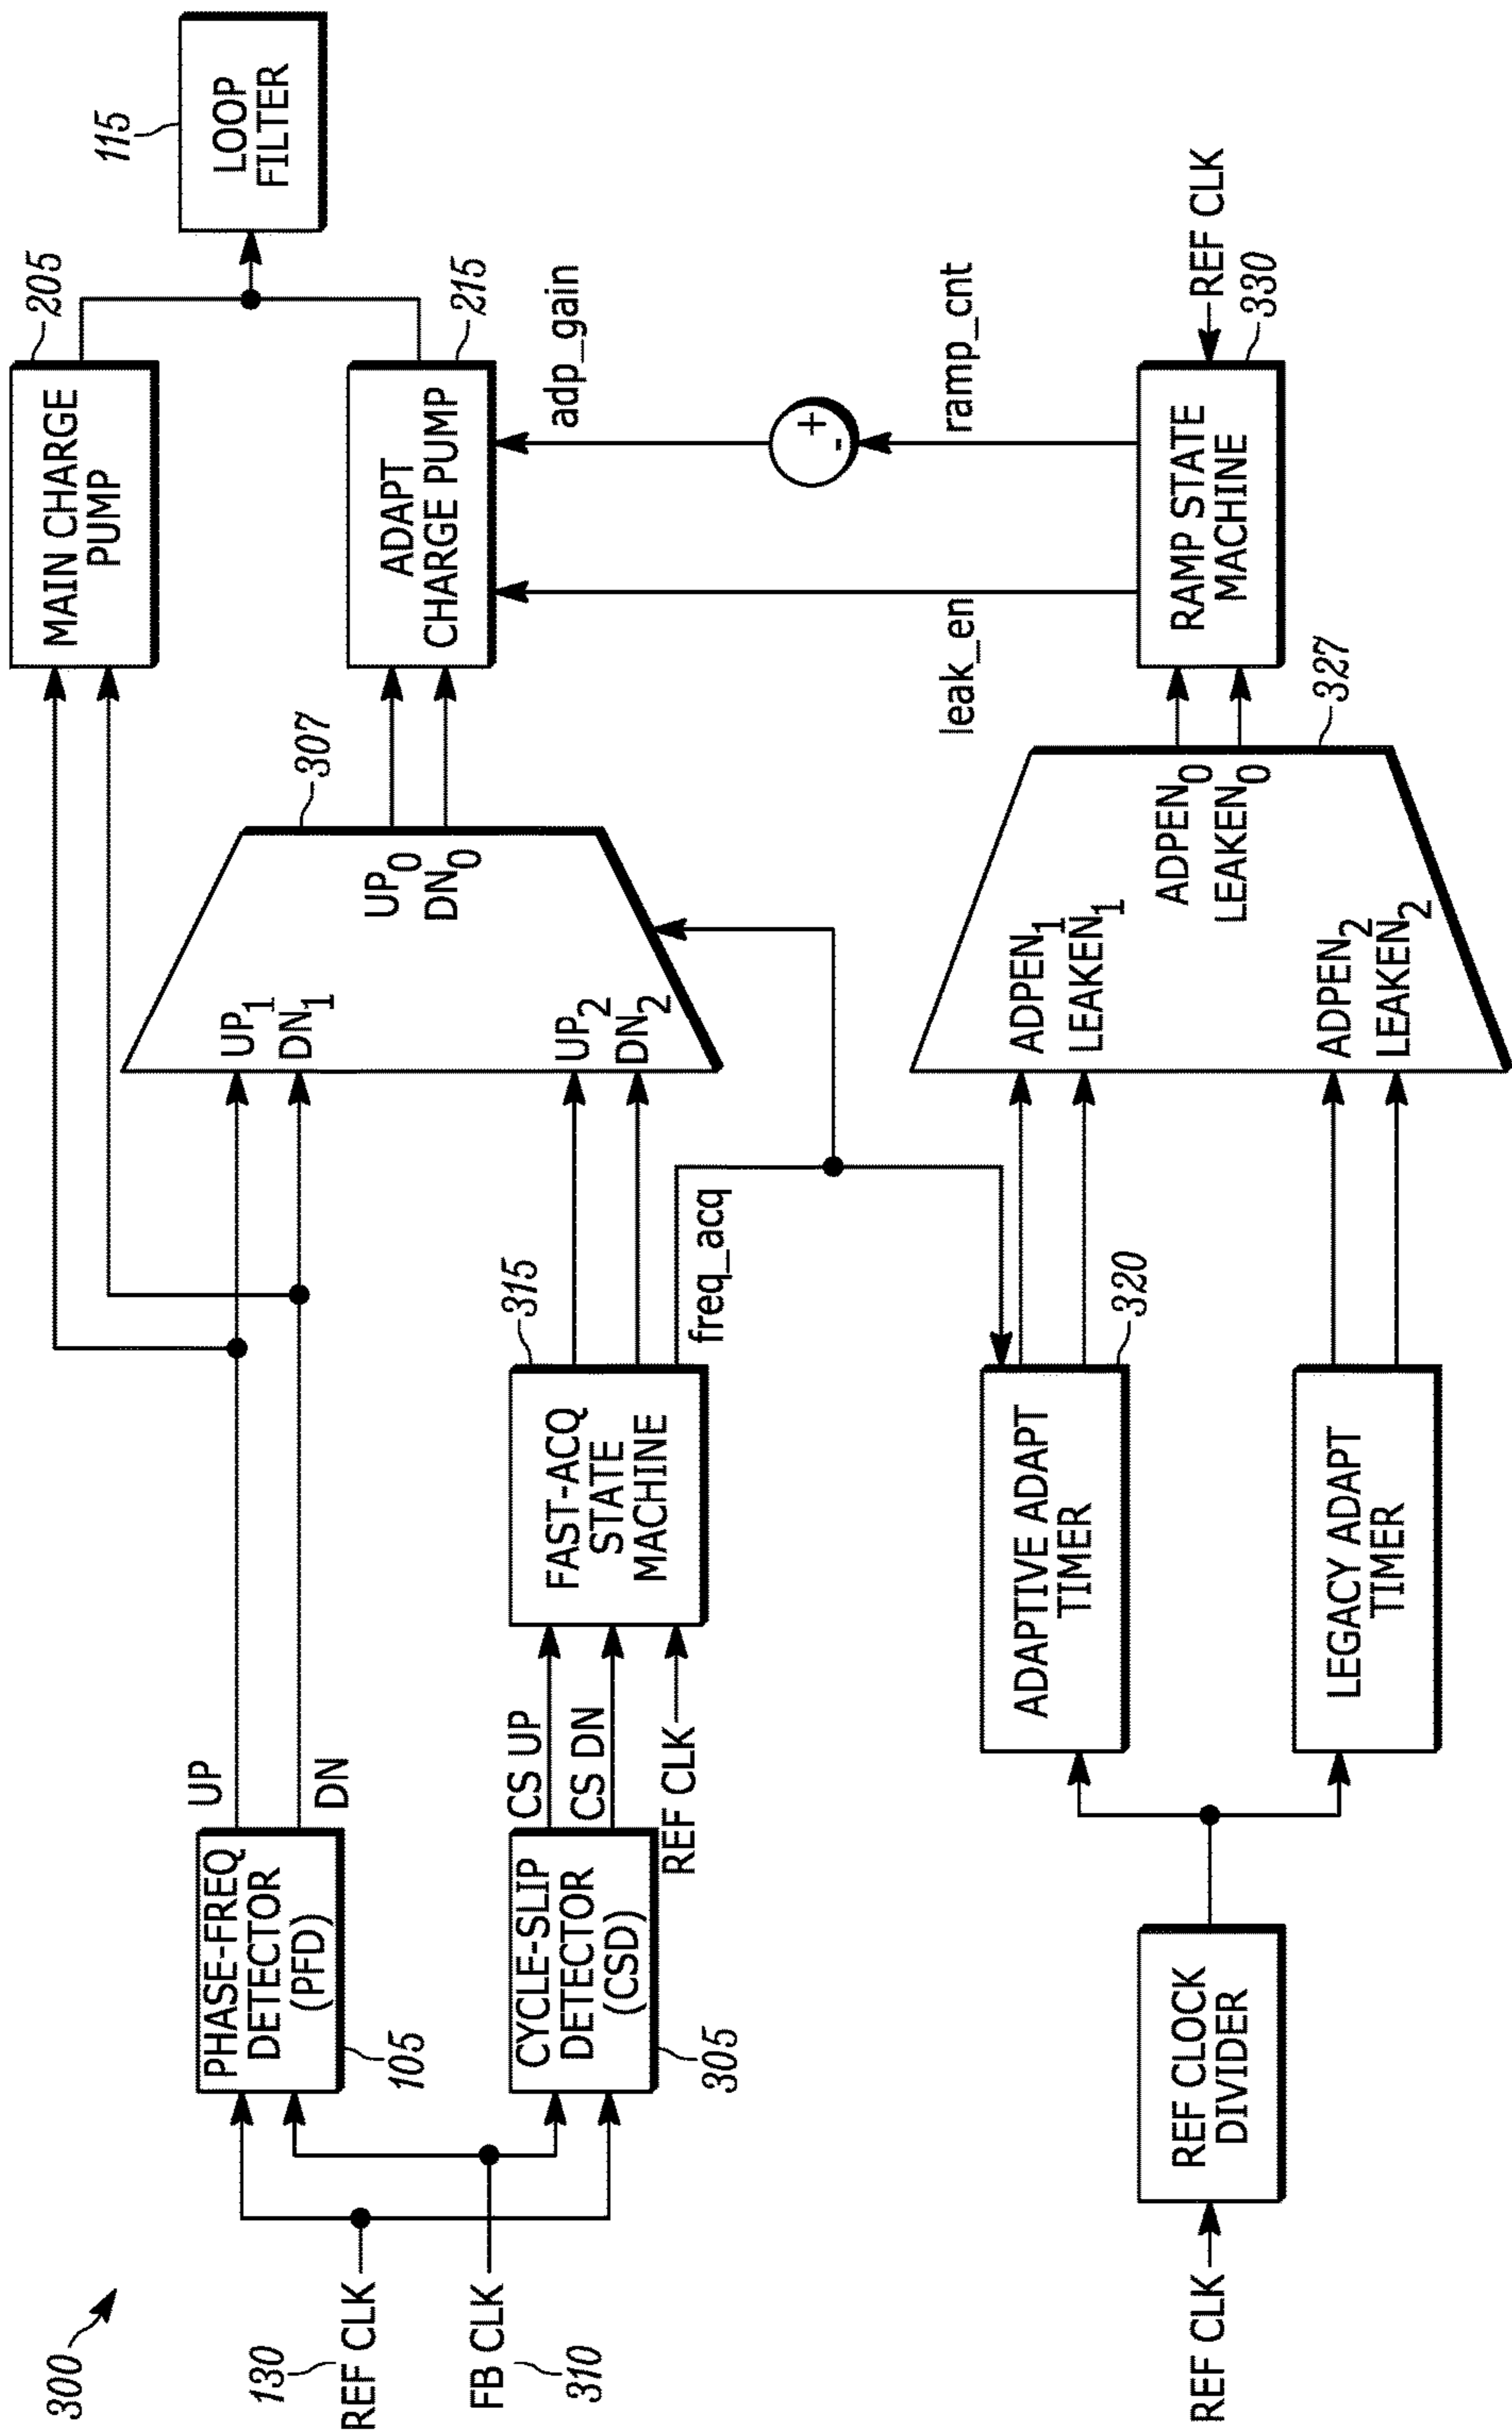 300
130
REF CLK
FB CLK
310
PHASE-FREQ
DETECTOR
(PFD)
105
UP
DN
CYCLE-SLIP
DETECTOR
(CSD)
305
CS UP
CS DN
REF CLK
FAST-ACQ
STATE
MACHINE
315
freq_acq
UP1
DN1
UP2
DN2
UP0
DN0
307
MAIN CHARGE
PUMP
205
ADAPT
CHARGE PUMP
215
LOOP
FILTER
115
adp_gain
+
-
ramp_cnt
leak_en
REF CLK
REF CLOCK
DIVIDER
ADAPTIVE ADAPT
TIMER
320
LEGACY ADAPT
TIMER
ADPEN1
LEAKEN1
ADPEN2
LEAKEN2
ADPEN0
LEAKEN0
327
RAMP STATE
MACHINE
330
REF CLK